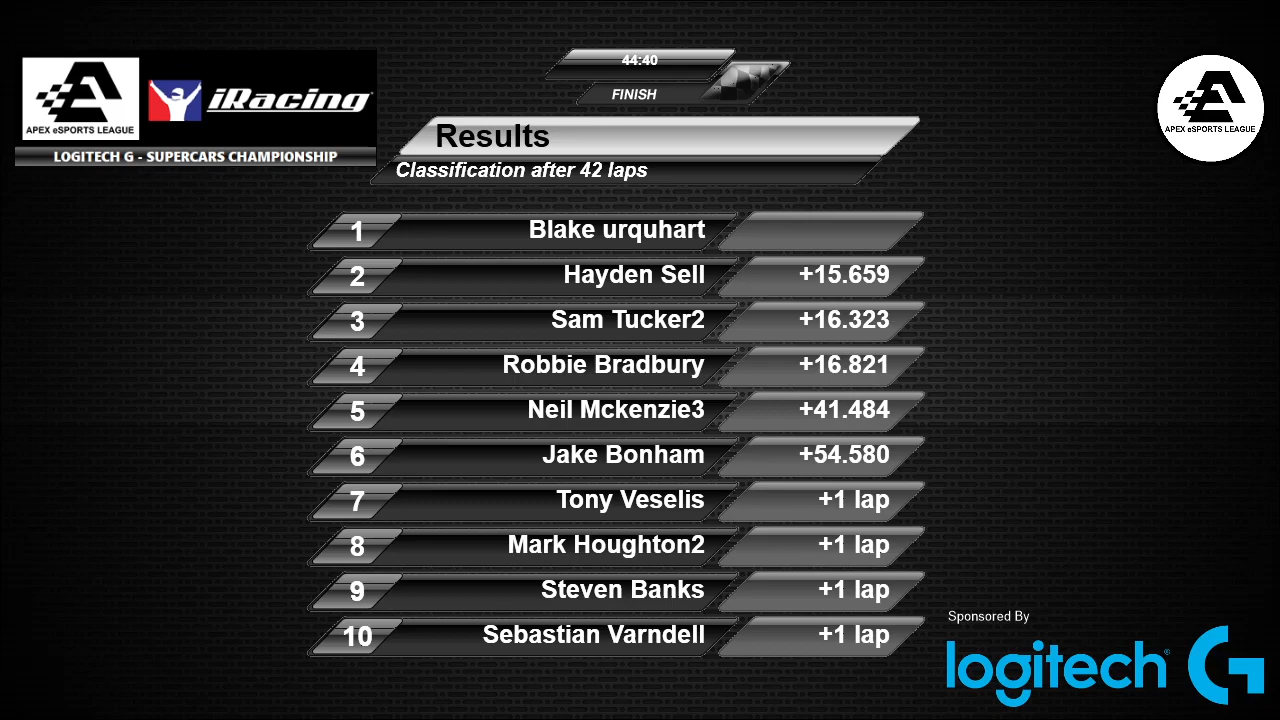 44:40
FINISH
APEX eSPORTS LEAGUE
iRacing
LOGITECH G - SUPERCARS CHAMPIONSHIP
APEX eSPORTS LEAGUE
Results
Classification after 42 laps
1 Blake urquhart
2 Hayden Sell +15.659
3 Sam Tucker2 +16.323
4 Robbie Bradbury +16.821
5 Neil Mckenzie3 +41.484
6 Jake Bonham +54.580
7 Tony Veselis +1 lap
8 Mark Houghton2 +1 lap
9 Steven Banks +1 lap
10 Sebastian Varndell +1 lap
Sponsored By
logitech® G